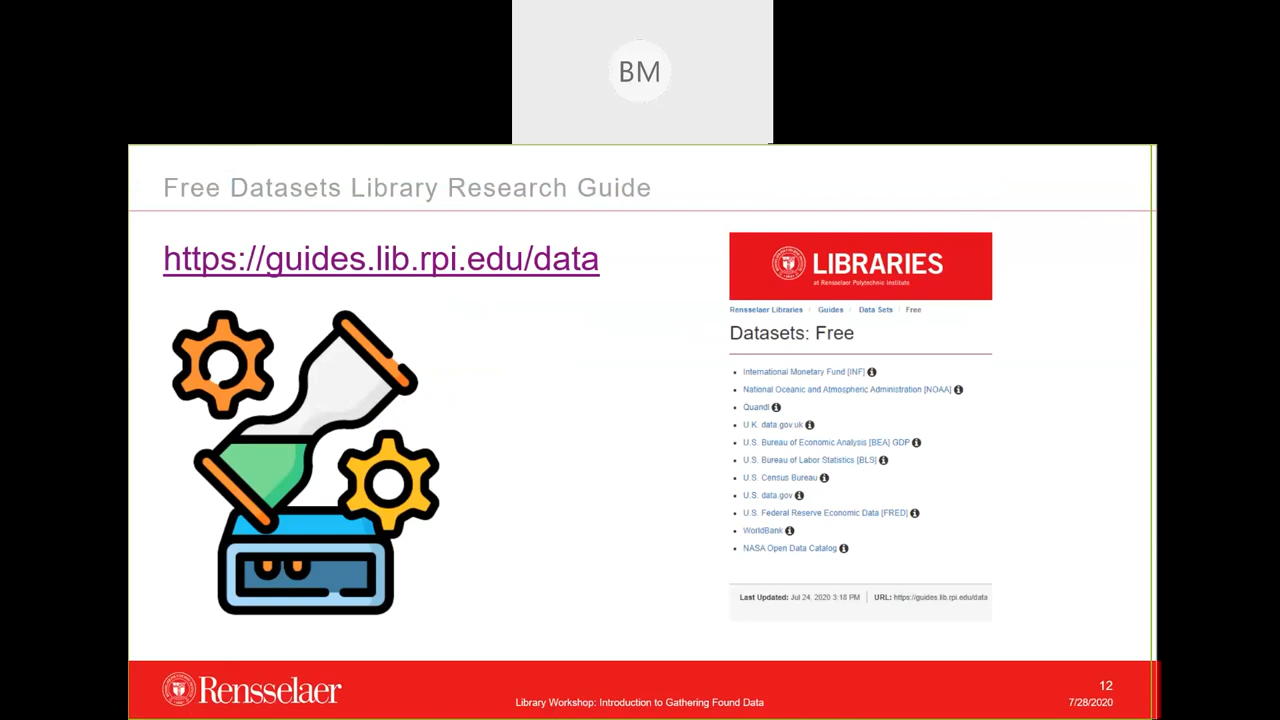 BM
Free Datasets Library Research Guide
https://guides.lib.rpi.edu/data
LIBRARIES
at Rensselaer Polytechnic Institute
Rensselaer Libraries / Guides / Data Sets / Free
Datasets: Free
International Monetary Fund [INF]
National Oceanic and Atmospheric Administration [NOAA]
Quandl
U.K. data.gov.uk
U.S. Bureau of Economic Analysis [BEA] GDP
U.S. Bureau of Labor Statistics [BLS]
U.S. Census Bureau
U.S. data.gov
U.S. Federal Reserve Economic Data [FRED]
WorldBank
NASA Open Data Catalog
Last Updated: Jul 24, 2020 3:18 PM | URL: https://guides.lib.rpi.edu/data
Rensselaer
Library Workshop: Introduction to Gathering Found Data
12
7/28/2020